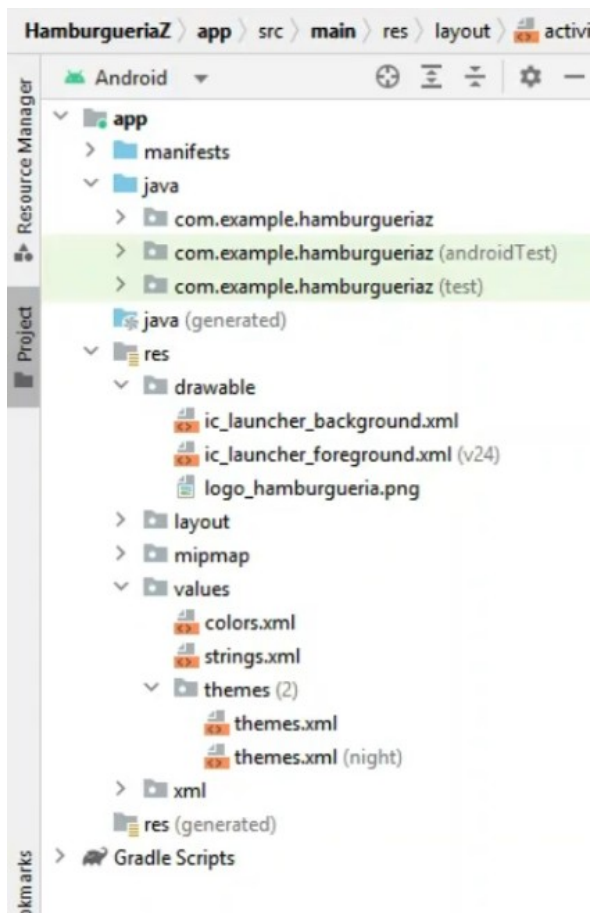 HamburgueriaZ app src main res layout activi
Android
Resource Manager
Project
app
manifests
java
com.example.hamburgueriaz
com.example.hamburgueriaz (androidTest)
com.example.hamburgueriaz (test)
java (generated)
res
drawable
ic_launcher_background.xml
ic_launcher_foreground.xml (v24)
logo_hamburgueria.png
layout
mipmap
values
colors.xml
strings.xml
themes (2)
themes.xml
themes.xml (night)
xml
res (generated)
Gradle Scripts
okmarks